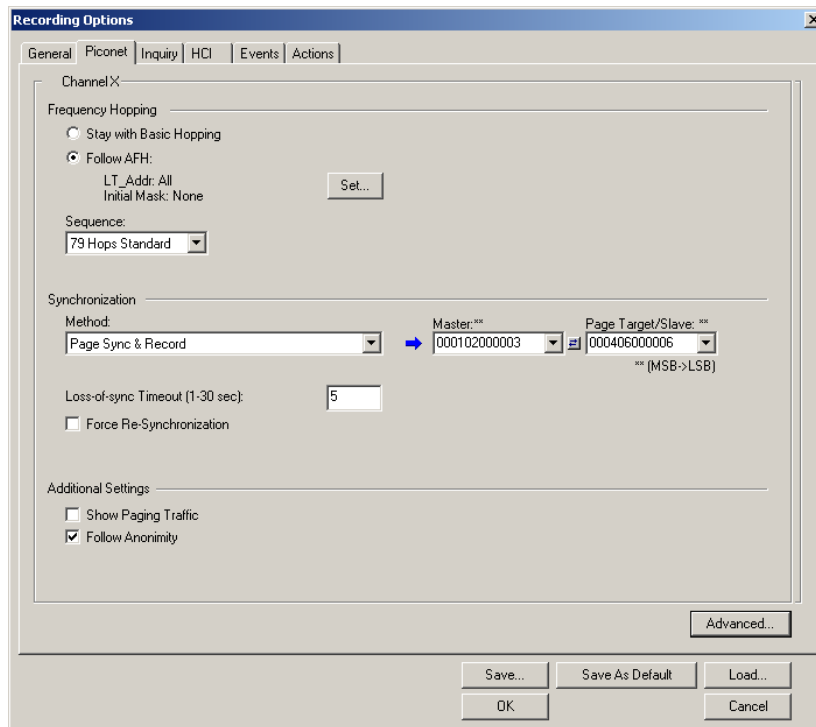 Recording Options
General Piconet Inquiry HCI Events Actions
Channel X
Frequency Hopping
Stay with Basic Hopping
Follow AFH:
LT_Addr: All
Initial Mask: None
Set...
Sequence:
79 Hops Standard
Synchronization
Method: Master:** Page Target/Slave: **
Page Sync & Record 000102000003 000406000006
** (MSB->LSB)
Loss-of-sync Timeout (1-30 sec): 5
Force Re-Synchronization
Additional Settings
Show Paging Traffic
Follow Anonimity
Advanced...
Save... Save As Default Load...
OK Cancel